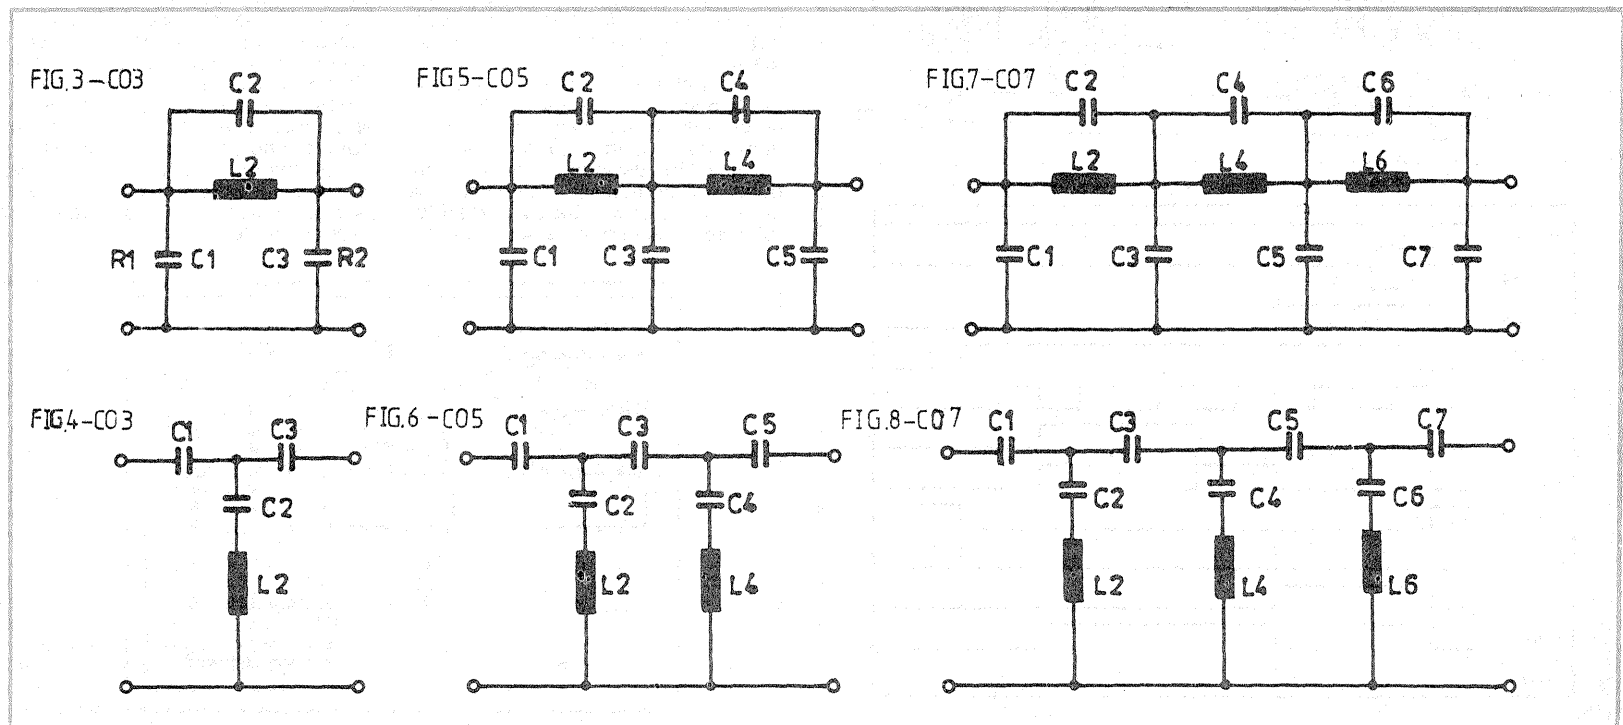 FIG.3-C03
C2
L2
R1 C1 C3 R2
FIG5-C05
C2 C4
L2 L4
C1 C3 C5
FIG.7-C07
C2 C4 C6
L2 L4 L6
C1 C3 C5 C7
FIG.4-C03
C1 C3
C2
L2
FIG.6-C05
C1 C3 C5
C2 C4
L2 L4
FIG.8-C07
C1 C3 C5 C7
C2 C4 C6
L2 L4 L6